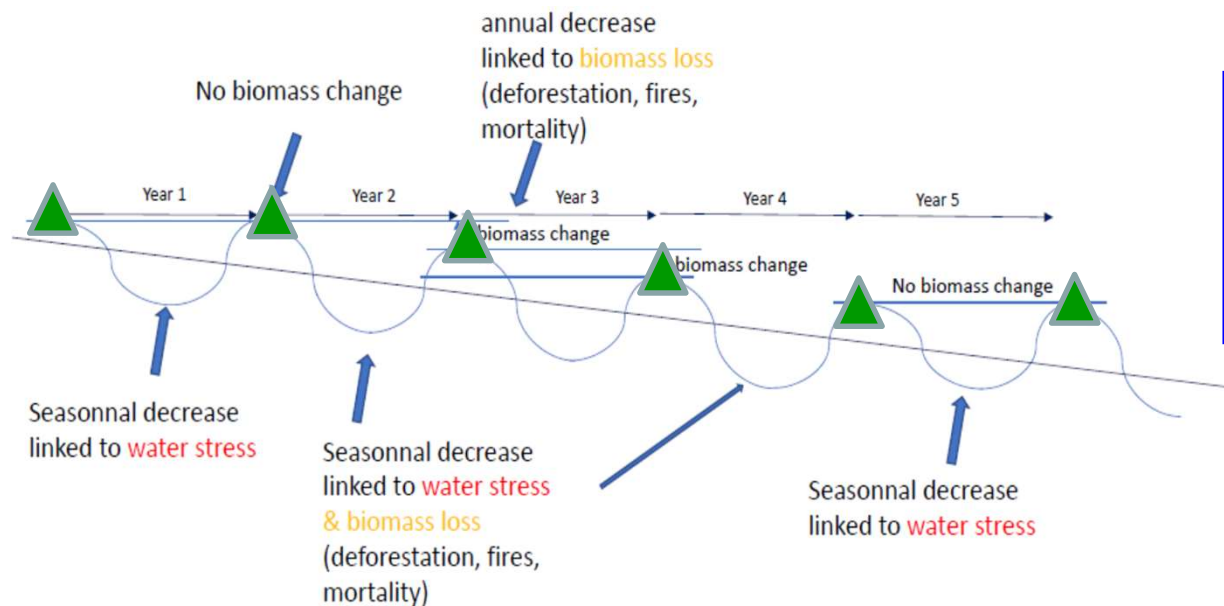 annual decrease
linked to biomass loss
(deforestation, fires,
mortality)
No biomass change
Year 1
Year 2
Year 3
Year 4
Year 5
biomass change
biomass change
No biomass change
Seasonnal decrease
linked to water stress
Seasonnal decrease
linked to water stress
& biomass loss
(deforestation, fires,
mortality)
Seasonnal decrease
linked to water stress